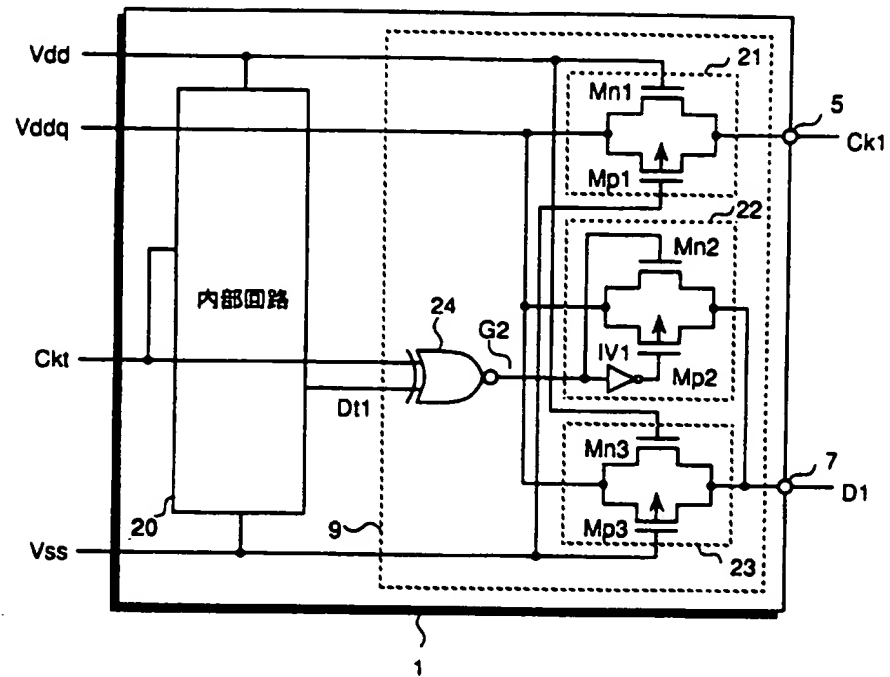 Vdd
21
Mn1
5
Vddq
Ck1
Mp1
22
Mn2
内部回路
24
G2
IV1
Ckt
Mp2
Dt1
Mn3
7
D1
20
9
Mp3
Vss
23
1